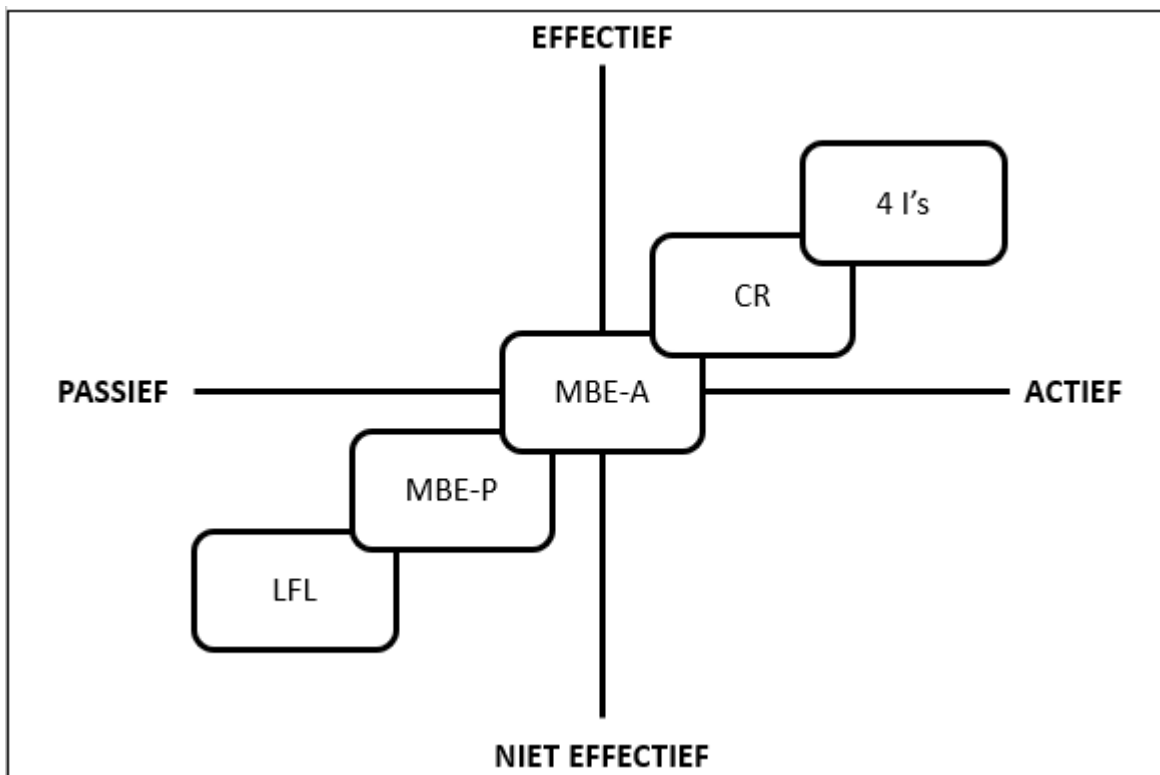 EFFECTIEF
4 I’s
CR
MBE-A
PASSIEF
ACTIEF
MBE-P
LFL
NIET EFFECTIEF